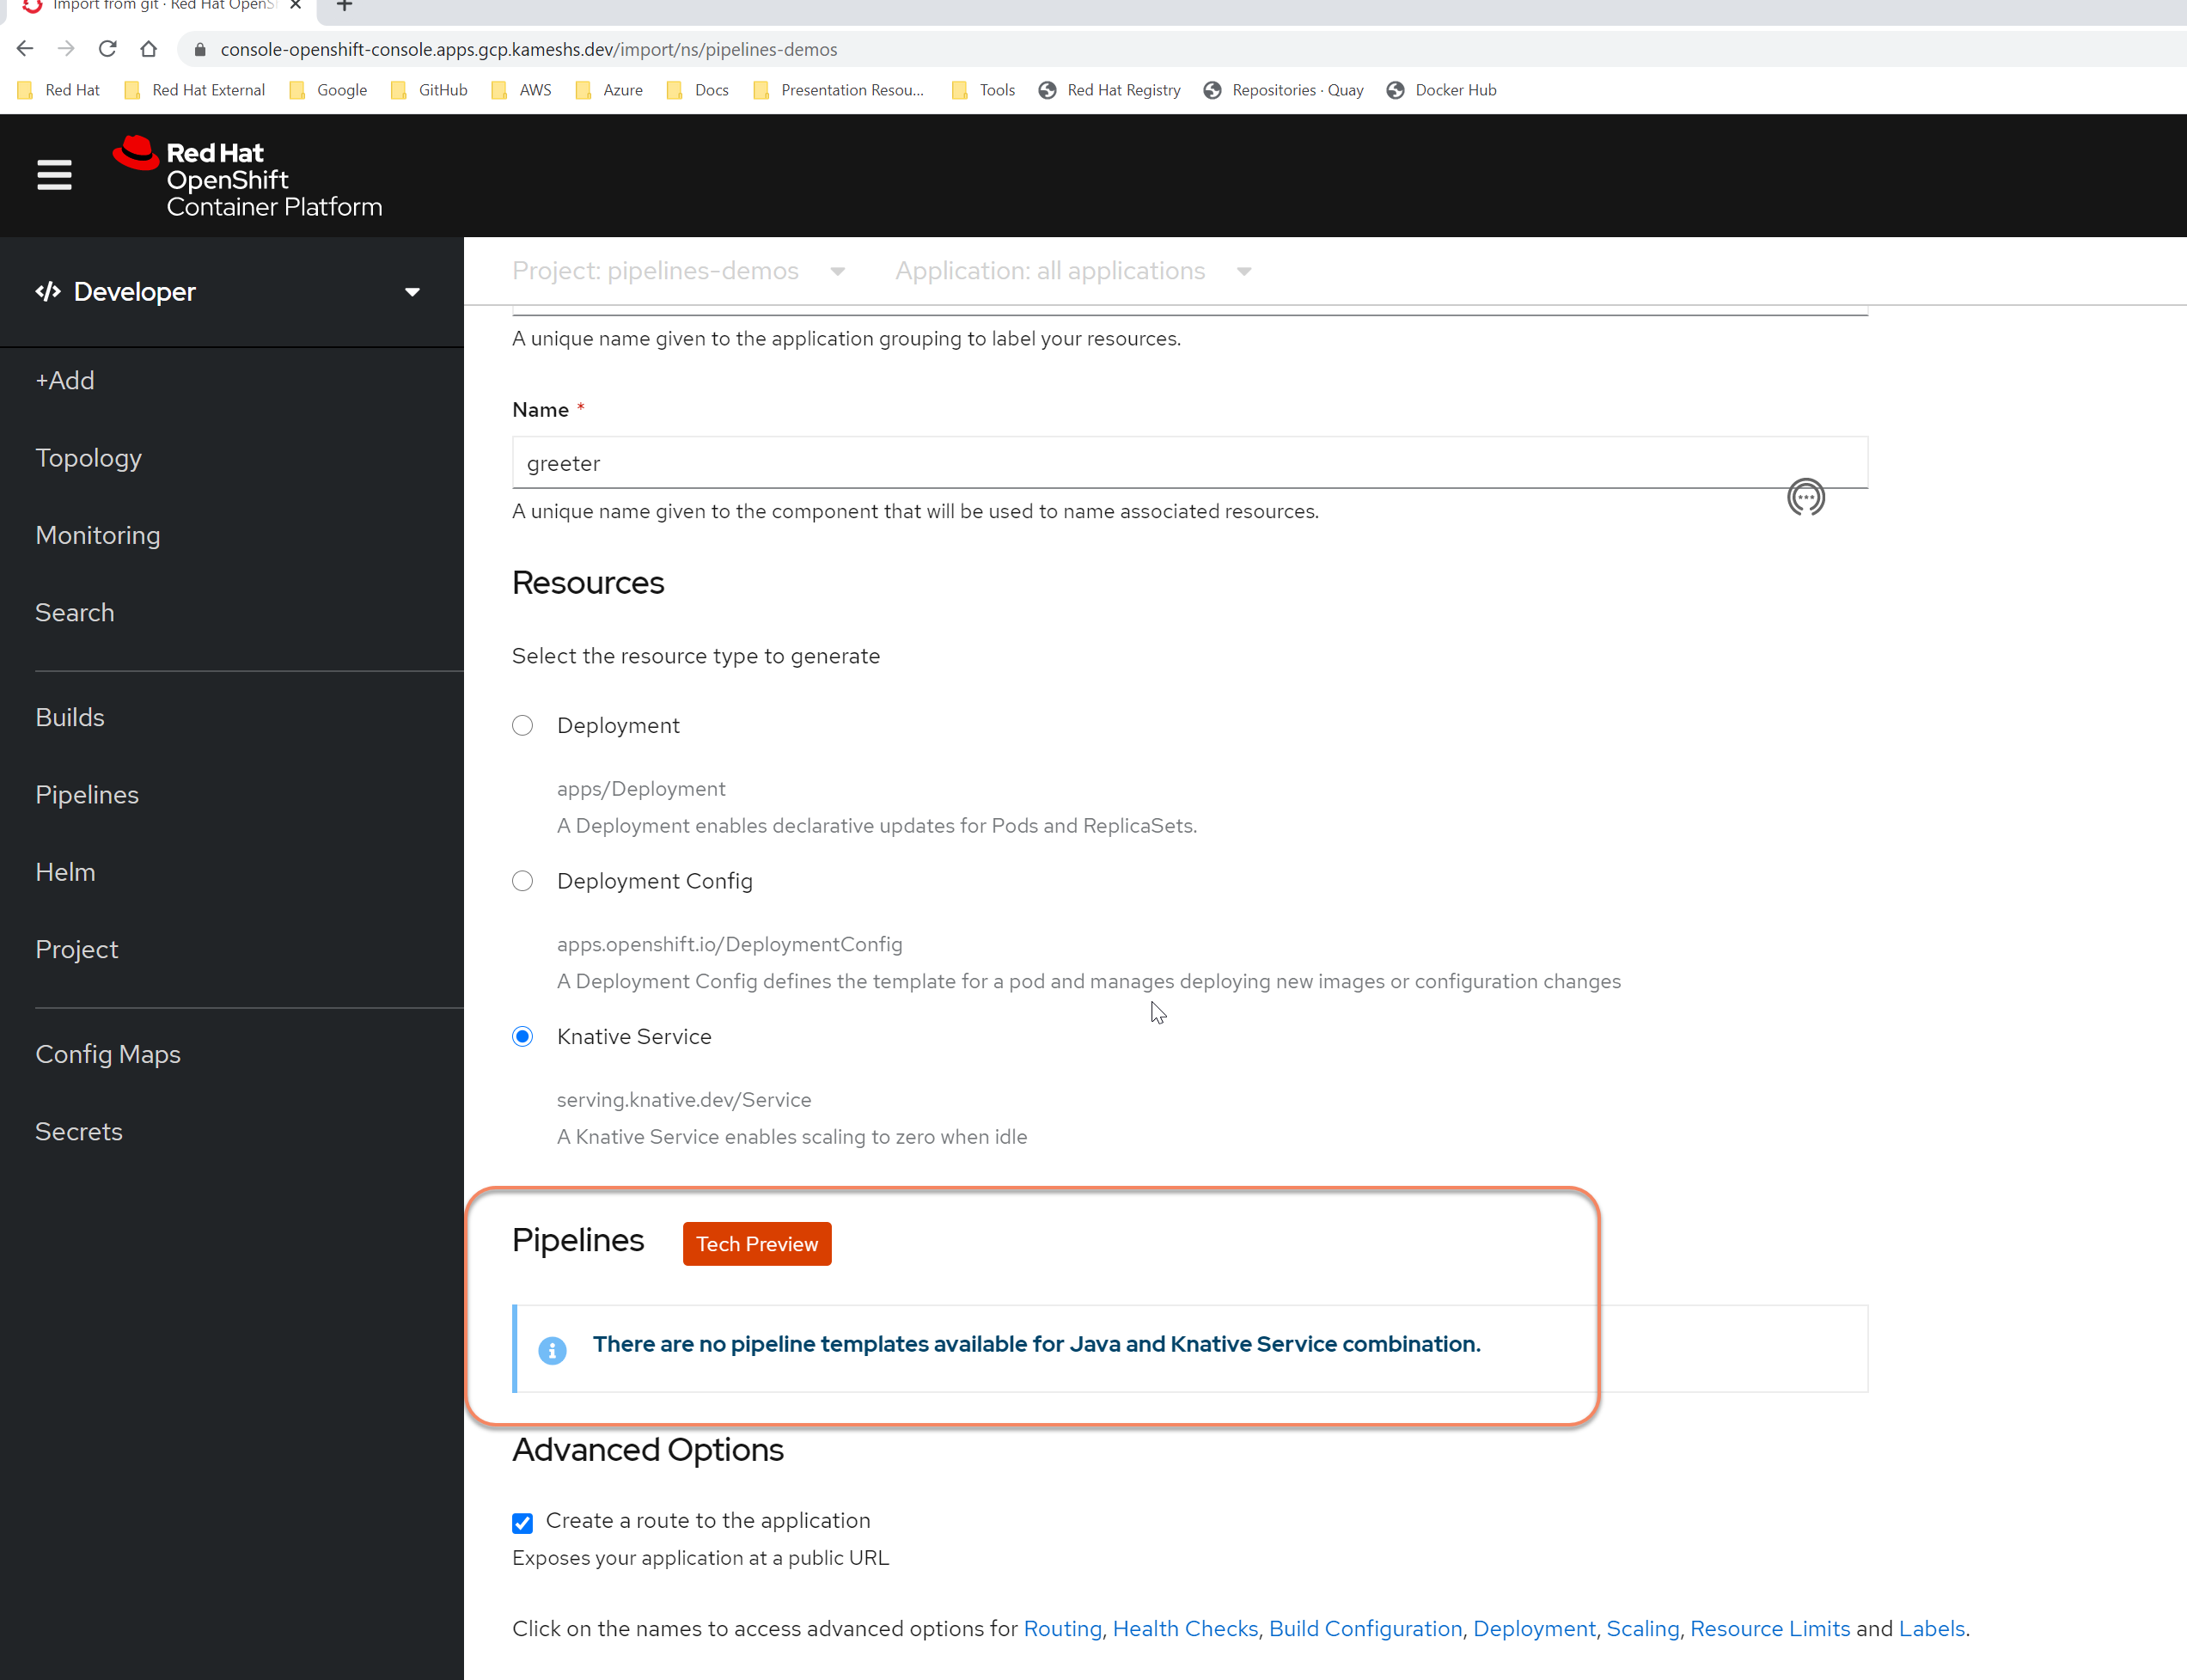 Import from git · Red Hat OpenS
console-openshift-console.apps.gcp.kameshs.dev/import/ns/pipelines-demos
Red Hat Red Hat External Google GitHub AWS Azure Docs Presentation Resou... Tools Red Hat Registry Repositories · Quay Docker Hub
Red Hat
OpenShift
Container Platform
Developer
+Add
Topology
Monitoring
Search
Builds
Pipelines
Helm
Project
Config Maps
Secrets
Project: pipelines-demos Application: all applications
A unique name given to the application grouping to label your resources.
Name *
greeter
A unique name given to the component that will be used to name associated resources.
Resources
Select the resource type to generate
Deployment
apps/Deployment
A Deployment enables declarative updates for Pods and ReplicaSets.
Deployment Config
apps.openshift.io/DeploymentConfig
A Deployment Config defines the template for a pod and manages deploying new images or configuration changes
Knative Service
serving.knative.dev/Service
A Knative Service enables scaling to zero when idle
Pipelines Tech Preview
There are no pipeline templates available for Java and Knative Service combination.
Advanced Options
Create a route to the application
Exposes your application at a public URL
Click on the names to access advanced options for Routing, Health Checks, Build Configuration, Deployment, Scaling, Resource Limits and Labels.